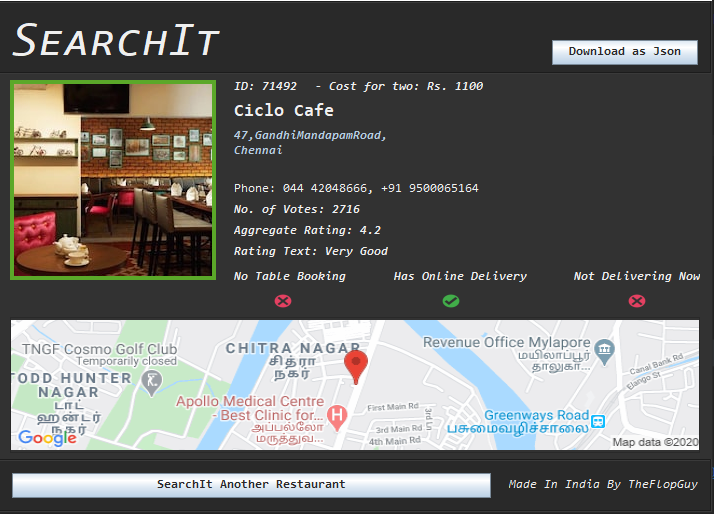 SearchIt
Download as Json
ID: 71492 - Cost for two: Rs. 1100
Ciclo Cafe
47,GandhiMandapamRoad,
Chennai
Phone: 044 42048666, +91 9500065164
No. of Votes: 2716
Aggregate Rating: 4.2
Rating Text: Very Good
No Table Booking Has Online Delivery Not Delivering Now
TNGF Cosmo Golf Club
Temporarily closed
TODD HUNTER
NAGAR
டாட்
ஹன்டர்
நகர்
CHITRA NAGAR
சித்ரா
நகர்
Apollo Medical Centre
- Best Clinic for...
அப்பல்லோ
மருத்துவ...
H
Revenue Office Mylapore
மயிலாப்பூர்
தாலுகா...
Canal Bank Rd
Elango St
First Main Rd
3rd Main Rd
4th Main Rd
3rd Ln
Greenways Road
பசுமைவழிச்சாலை
Google
Map data ©2020
SearchIt Another Restaurant
Made In India By TheFlopGuy